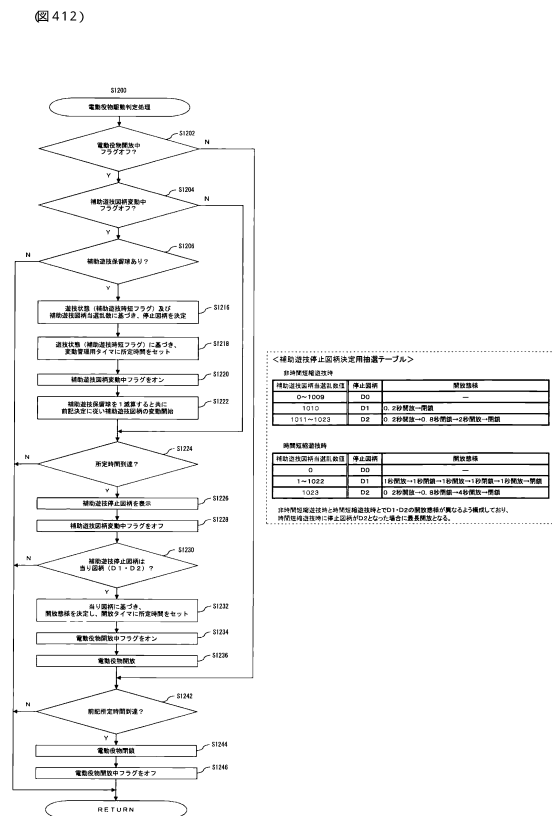 (図412)
S1200
電動役物駆動判定処理
S1202
N
電動役物開放中
フラグオフ?
Y
S1204
N
補助遊技図柄変動中
フラグオフ?
Y
S1206
N
補助遊技保留球あり?
Y
遊技状態(補助遊技時短フラグ)及び
補助遊技図柄当選乱数に基づき、停止図柄を決定
S1216
遊技状態(補助遊技時短フラグ)に基づき、
変動管理用タイマに所定時間をセット
S1218
S1220
補助遊技図柄変動中フラグをオン
補助遊技保留球を1減算すると共に
前記決定に従い補助遊技図柄の変動開始
S1222
S1224
N
所定時間到達?
Y
S1226
補助遊技停止図柄を表示
S1228
補助遊技図柄変動中フラグをオフ
S1230
N
補助遊技停止図柄は
当り図柄(D1・D2)?
Y
当り図柄に基づき、
開放態様を決定し、開放タイマに所定時間をセット
S1232
S1234
電動役物開放中フラグをオン
S1236
電動役物開放
S1242
N
前記所定時間到達?
Y
S1244
電動役物閉鎖
S1246
電動役物開放中フラグをオフ
RETURN
<補助遊技停止図柄決定用抽選テーブル>
非時間短縮遊技時
補助遊技図柄当選乱数値 停止図柄 開放態様
0~1009 D0 —
1010 D1 0.2秒開放→閉鎖
1011~1023 D2 0.2秒開放→0.8秒閉鎖→2秒開放→閉鎖
時間短縮遊技時
補助遊技図柄当選乱数値 停止図柄 開放態様
0 D0 —
1~1022 D1 1秒開放→1秒閉鎖→1秒開放→1秒閉鎖→1秒開放→閉鎖
1023 D2 0.2秒開放→0.8秒閉鎖→4秒開放→閉鎖
非時間短縮遊技時と時間短縮遊技時とでD1・D2の開放態様が異なるよう構成しており、
時間短縮遊技時に停止図柄がD2となった場合に最長開放となる。